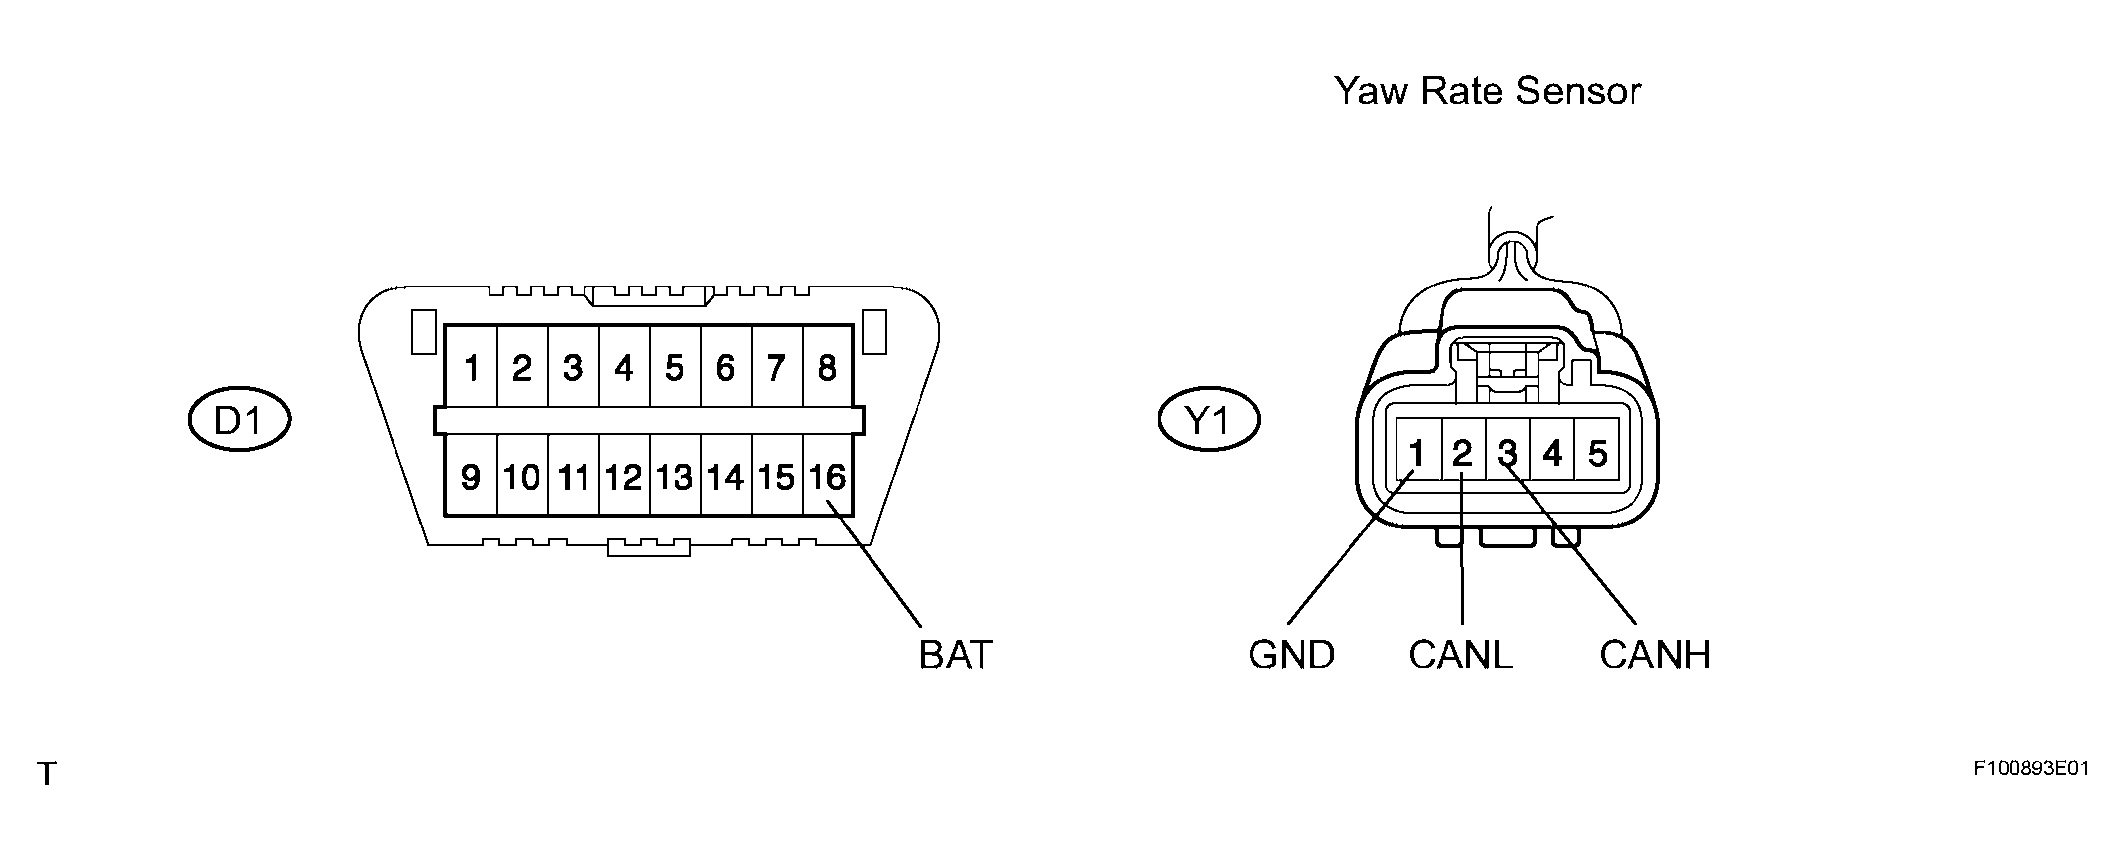 Yaw Rate Sensor
D1
1 2 3 4 5 6 7 8
9 10 11 12 13 14 15 16
BAT
Y1
1 2 3 4 5
GND CANL CANH
T
F100893E01